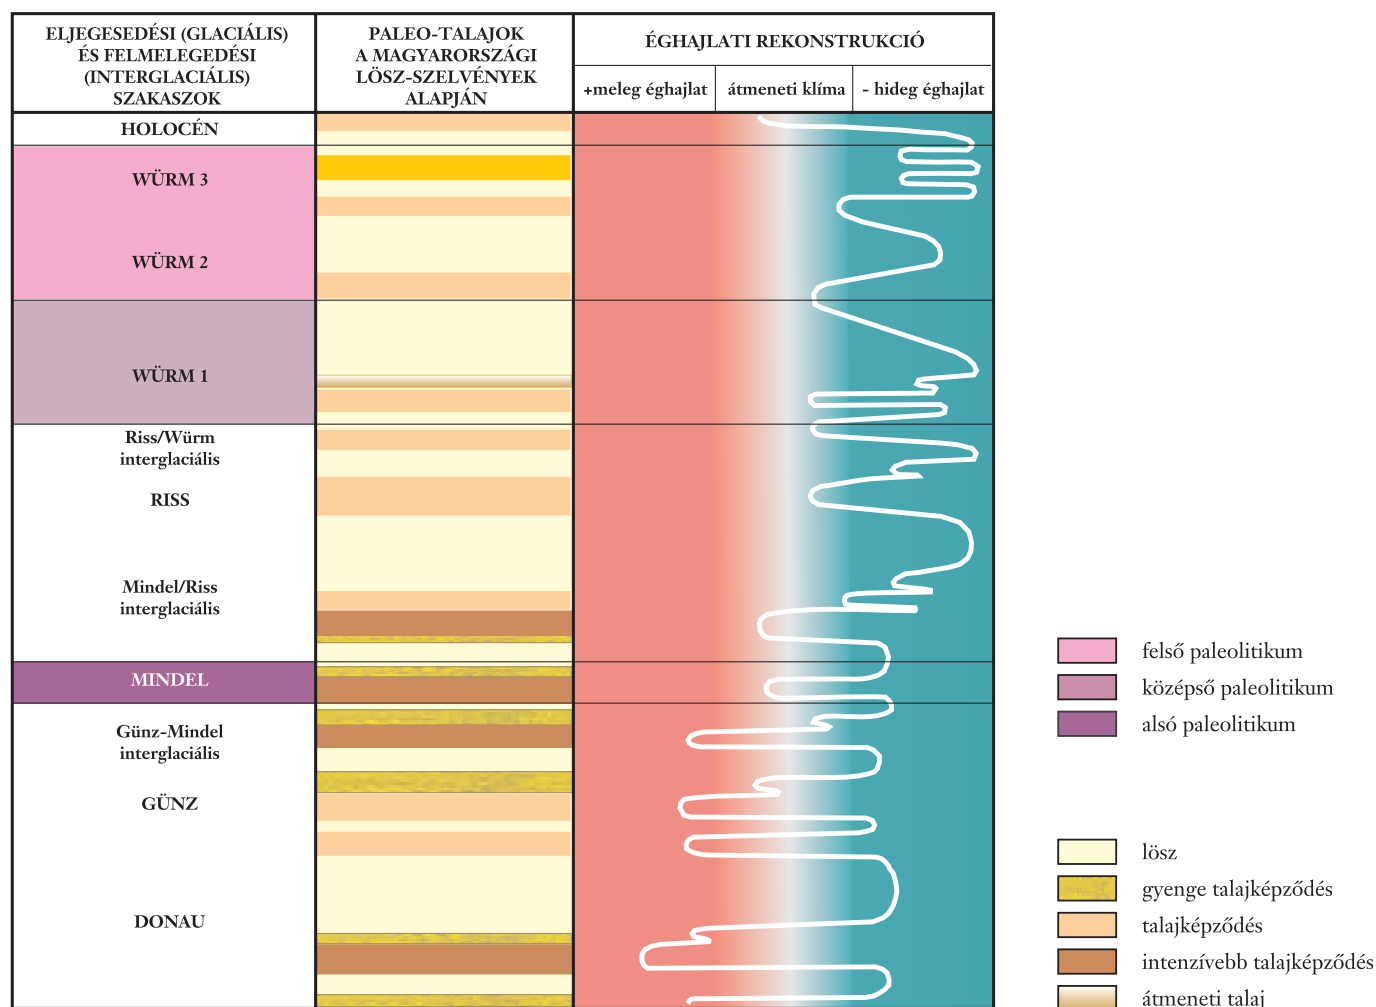 ELJEGESEDÉSI (GLACIÁLIS)
ÉS FELMELEGEDÉSI
(INTERGLACIÁLIS)
SZAKASZOK
PALEO-TALAJOK
A MAGYARORSZÁGI
LÖSZ-SZELVÉNYEK
ALAPJÁN
ÉGHAJLATI REKONSTRUKCIÓ
+meleg éghajlat
átmeneti klíma
- hideg éghajlat
HOLOCÉN
WÜRM 3
WÜRM 2
WÜRM 1
Riss/Würm
interglaciális
RISS
Mindel/Riss
interglaciális
MINDEL
Günz-Mindel
interglaciális
GÜNZ
DONAU
felső paleolitikum
középső paleolitikum
alsó paleolitikum
lösz
gyenge talajképződés
talajképződés
intenzívebb talajképződés
átmeneti talaj